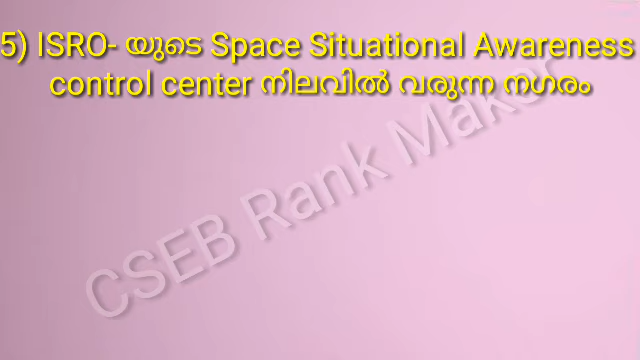 5) ISRO- യുടെ Space Situational Awareness
control center നിലവിൽ വരുന്ന നഗരം
CSEB Rank Maker